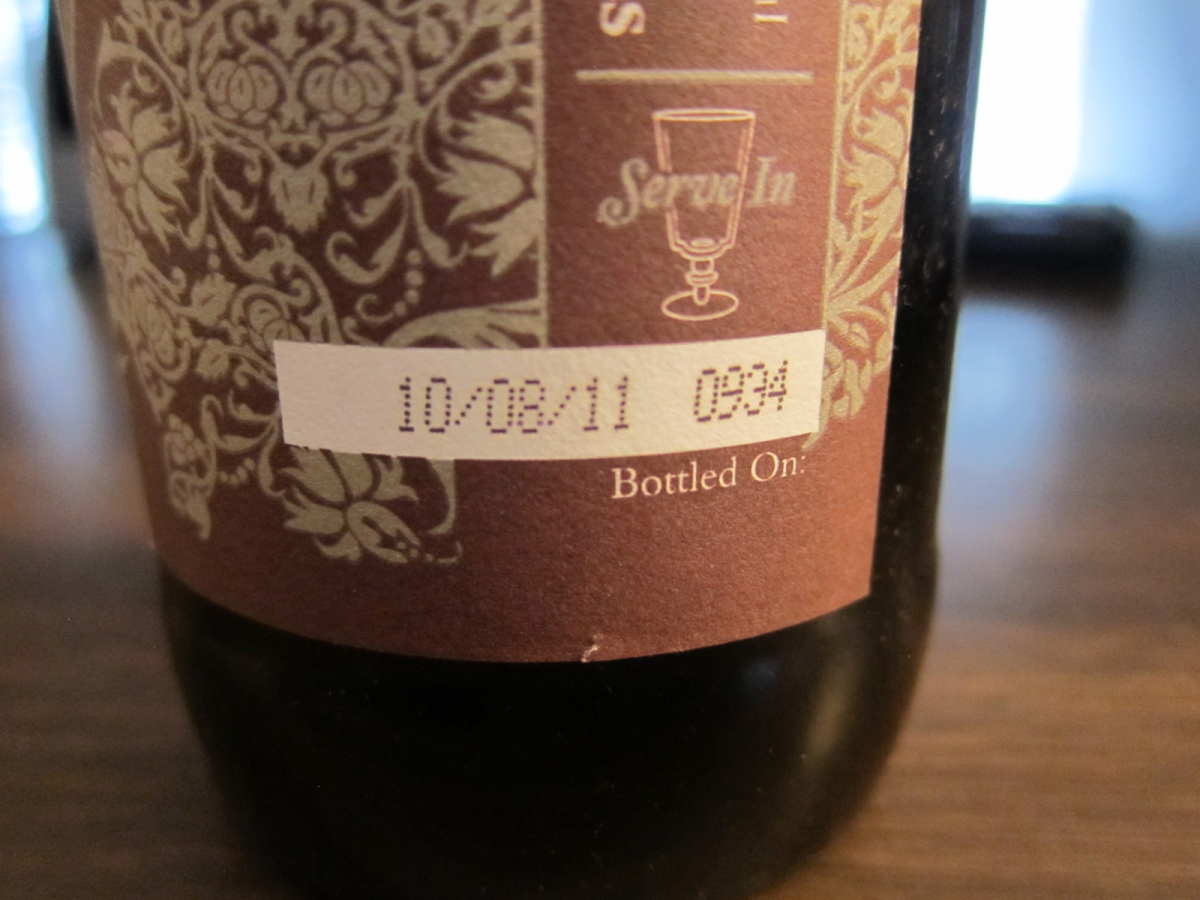 Serve In
10/08/11 0934
Bottled On: